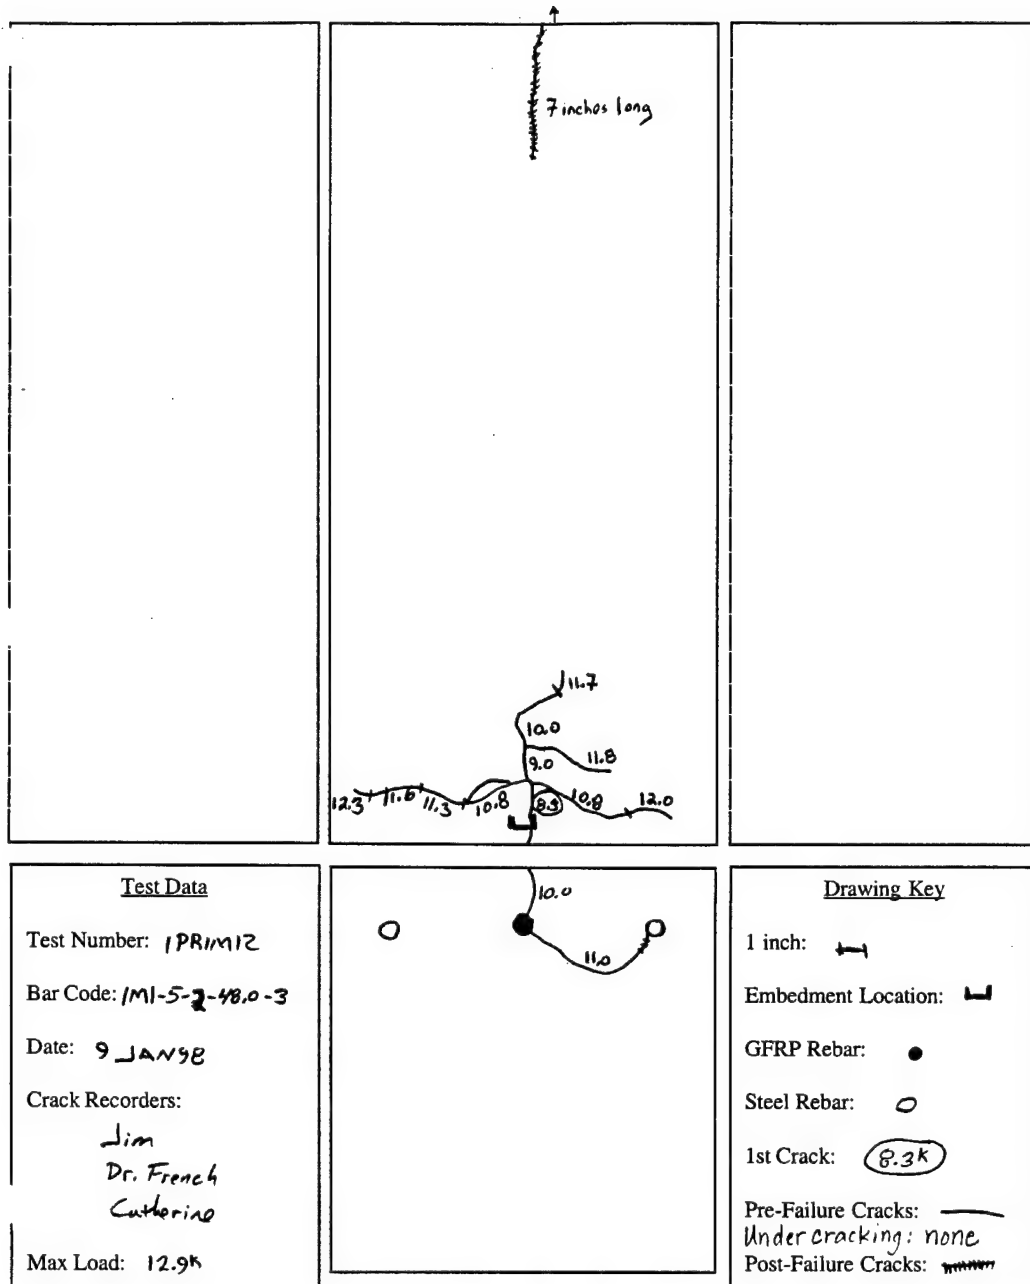 7 inches long
11.7
10.0
11.8
9.0
12.3
11.6
11.3
10.8
8.3
10.8
12.0
Test Data
Test Number: 1PRIM12
Bar Code: 1M1-5-2-48.0-3
Date: 9 JAN98
Crack Recorders:
Jim
Dr. French
Catherine
Max Load: 12.9k
10.0
11.0
Drawing Key
1 inch:
Embedment Location:
GFRP Rebar:
Steel Rebar:
1st Crack: 8.3k
Pre-Failure Cracks:
Under cracking: none
Post-Failure Cracks: